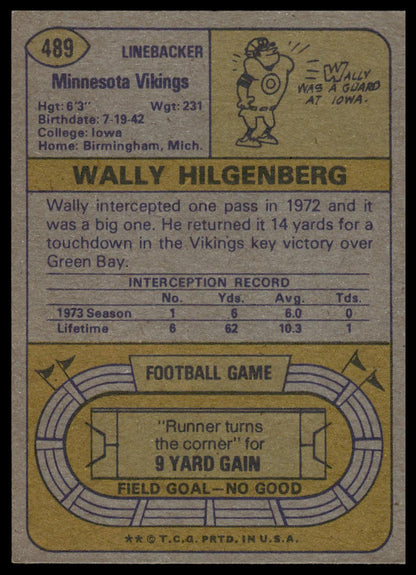 489
LINEBACKER
Minnesota Vikings
Hgt: 6'3" Wgt: 231
Birthdate: 7-19-42
College: Iowa
Home: Birmingham, Mich.
WALLY
WAS A GUARD
AT IOWA.
WALLY HILGENBERG
Wally intercepted one pass in 1972 and it
was a big one. He returned it 14 yards for a
touchdown in the Vikings key victory over
Green Bay.
INTERCEPTION RECORD
No. Yds. Avg. Tds.
1973 Season 1 6 6.0 0
Lifetime 6 62 10.3 1
FOOTBALL GAME
"Runner turns
the corner" for
9 YARD GAIN
FIELD GOAL—NO GOOD
** © T.C.G. PRTD. IN U.S.A.